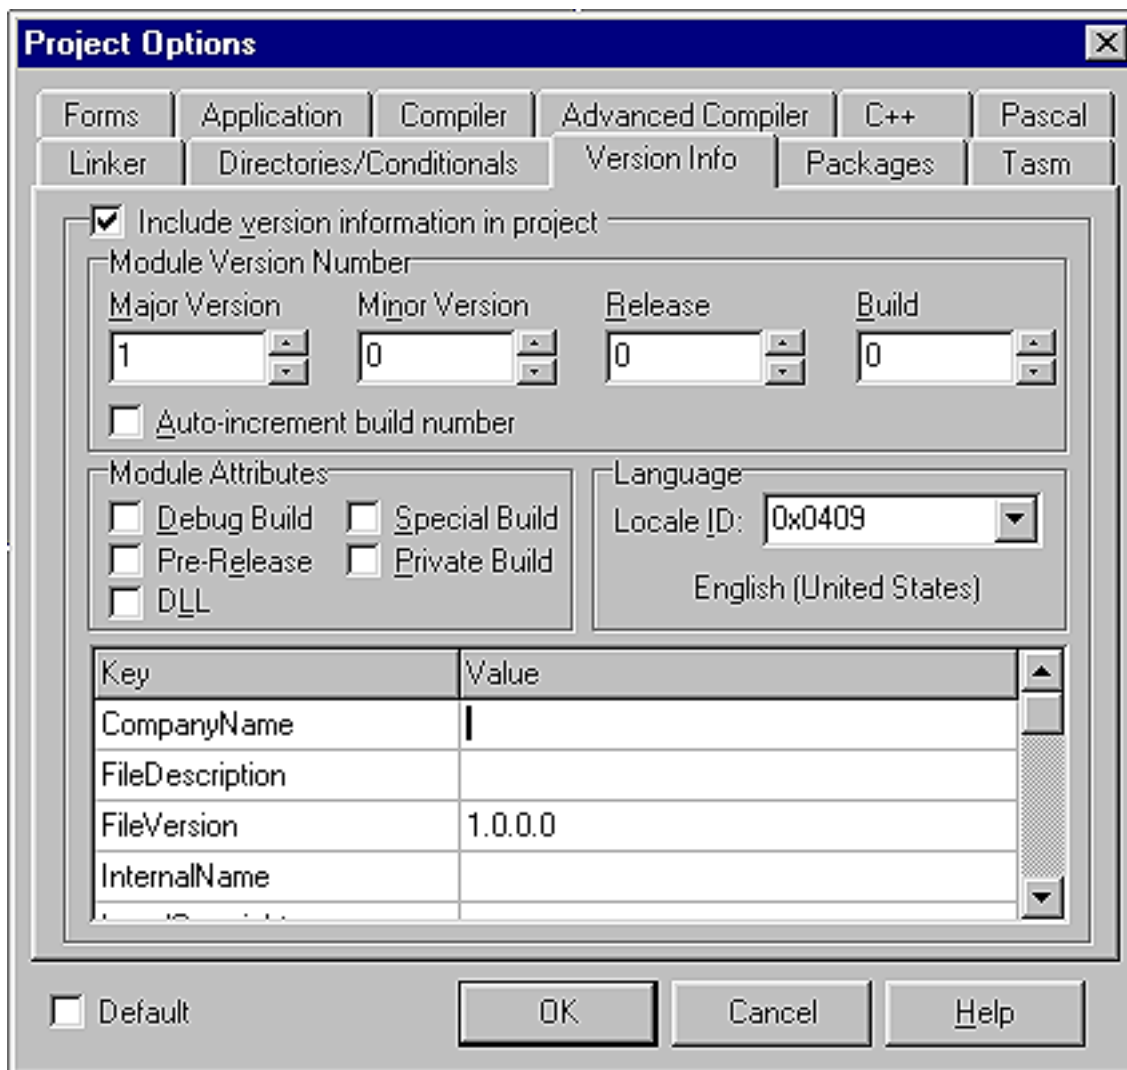 Project Options
Forms Application Compiler Advanced Compiler C++ Pascal
Linker Directories/Conditionals Version Info Packages Tasm
Include version information in project
Module Version Number
Major Version Minor Version Release Build
1 0 0 0
Auto-increment build number
Module Attributes Language
Debug Build Special Build Locale ID: 0x0409
Pre-Release Private Build
English (United States)
DLL
Key Value
CompanyName
FileDescription
FileVersion 1.0.0.0
InternalName
Default OK Cancel Help